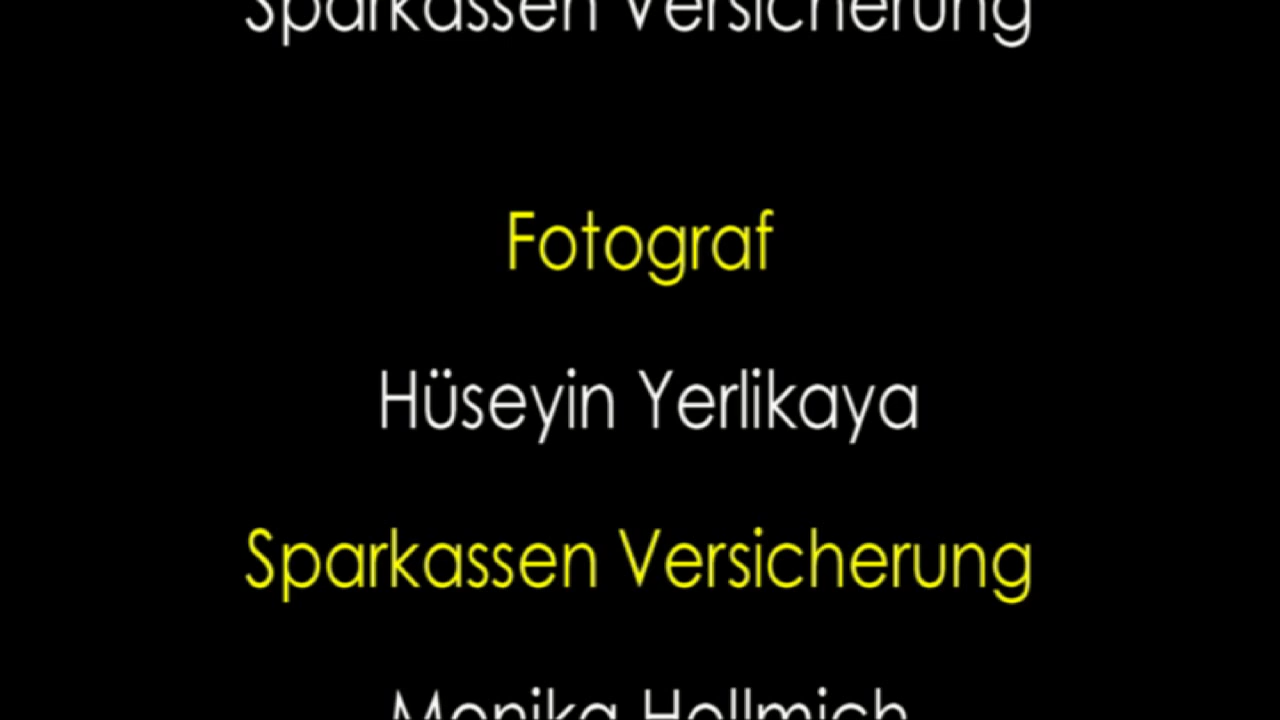 Sparkassen Versicherung
Fotograf
Hüseyin Yerlikaya
Sparkassen Versicherung
Monika Hellmich